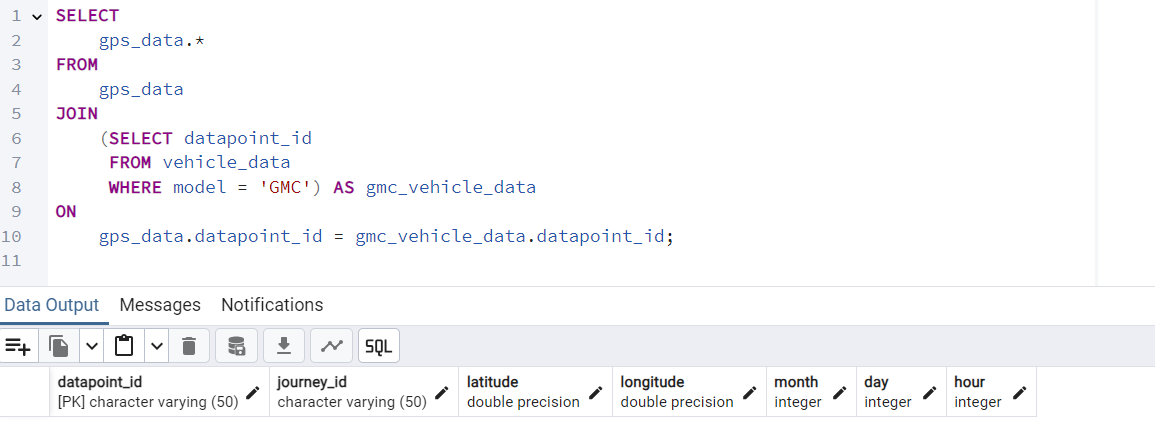 1 SELECT
2 gps_data.*
3 FROM
4 gps_data
5 JOIN
6 (SELECT datapoint_id
7 FROM vehicle_data
8 WHERE model = 'GMC') AS gmc_vehicle_data
9 ON
10 gps_data.datapoint_id = gmc_vehicle_data.datapoint_id;
11
Data Output Messages Notifications
SQL
datapoint_id journey_id latitude longitude month day hour
[PK] character varying (50) character varying (50) double precision double precision integer integer integer